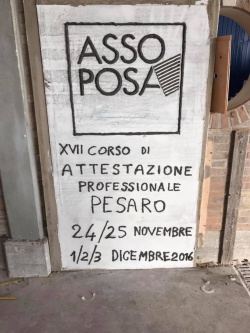 ASSO
POSA
XVII CORSO DI
ATTESTAZIONE
PROFESSIONALE
PESARO
24/25 NOVEMBRE
1/2/3 DICEMBRE 2016